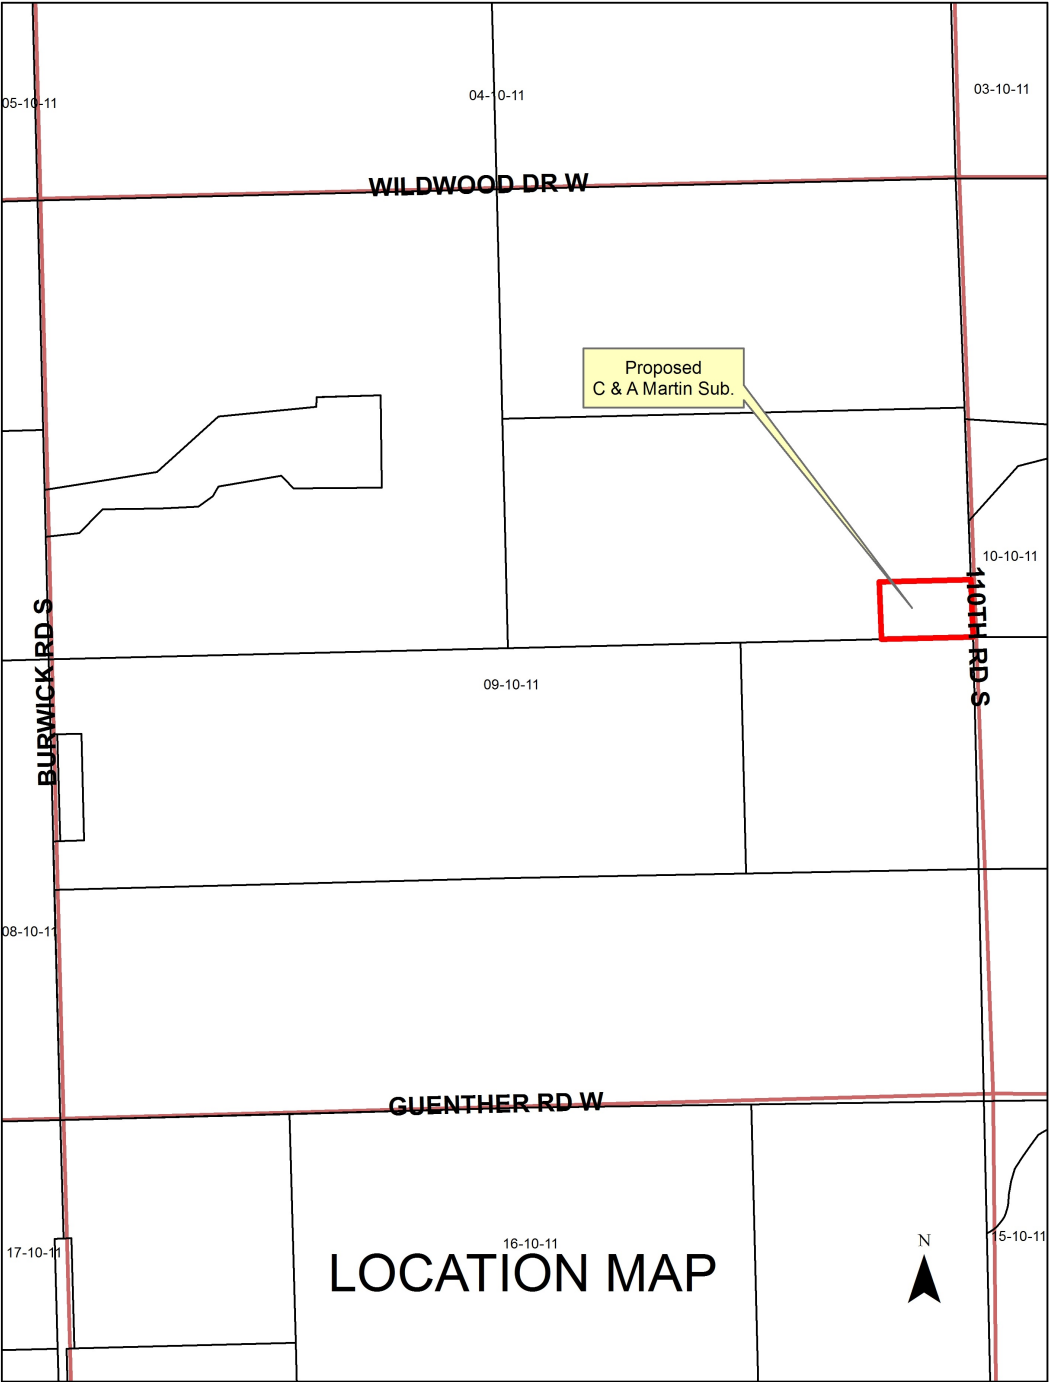 03-10-11
04-10-11
05-10-11
WILDWOOD DR W
Proposed
C & A Martin Sub.
10-10-11
110TH RD S
BURWICK RD S
09-10-11
08-10-11
GUENTHER RD W
15-10-11
N
16-10-11
17-10-11
LOCATION MAP